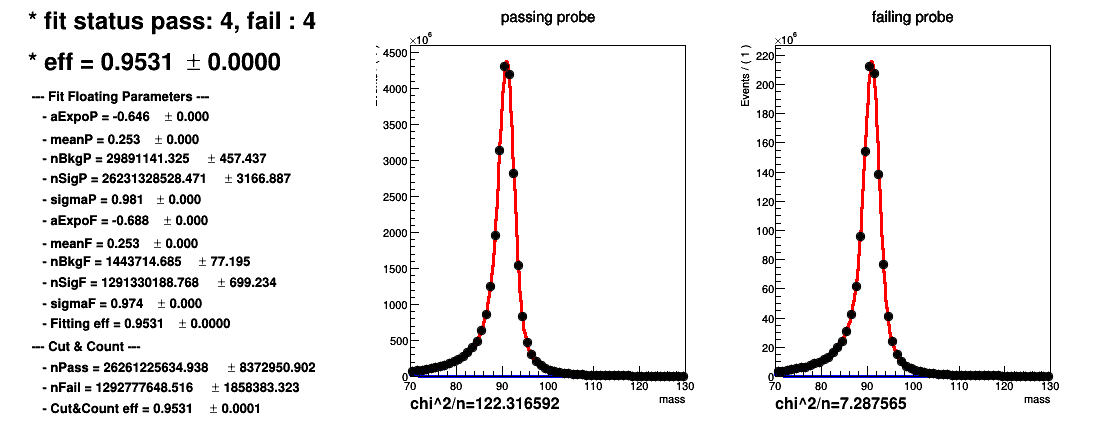 * fit status pass: 4, fail : 4
* eff = 0.9531 ± 0.0000
--- Fit Floating Parameters ---
- aExpoP = -0.646 ± 0.000
- meanP = 0.253 ± 0.000
- nBkgP = 29891141.325 ± 457.437
- nSigP = 26231328528.471 ± 3166.887
- sigmaP = 0.981 ± 0.000
- aExpoF = -0.688 ± 0.000
- meanF = 0.253 ± 0.000
- nBkgF = 1443714.685 ± 77.195
- nSigF = 1291330188.768 ± 699.234
- sigmaF = 0.974 ± 0.000
- Fitting eff = 0.9531 ± 0.0000
--- Cut & Count ---
- nPass = 26261225634.938 ± 8372950.902
- nFail = 1292777648.516 ± 1858383.323
- Cut&Count eff = 0.9531 ± 0.0001
passing probe
×10^6
4500
4000
3500
3000
2500
2000
1500
1000
500
0
70 80 90 100 110 120 130
mass
chi^2/n=122.316592
failing probe
×10^6
Events / ( 1 )
220
200
180
160
140
120
100
80
60
40
20
0
70 80 90 100 110 120 130
mass
chi^2/n=7.287565